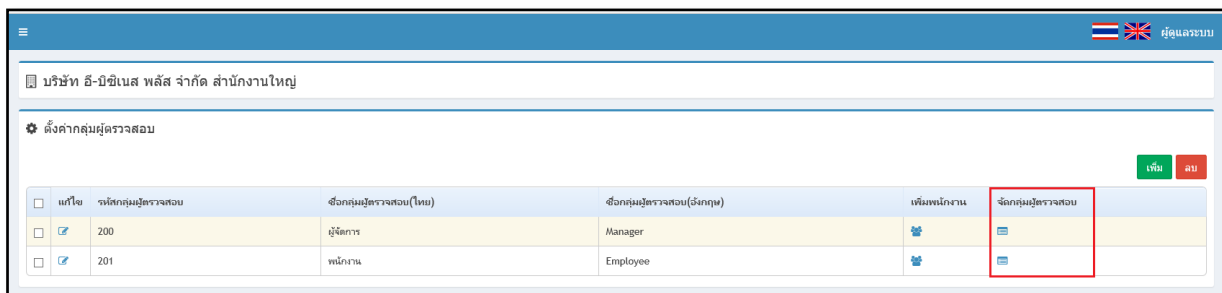 ผู้ดูแลระบบ
บริษัท อี-บิซิเนส พลัส จำกัด สำนักงานใหญ่
ตั้งค่ากลุ่มผู้ตรวจสอบ
เพิ่ม ลบ
แก้ไข รหัสกลุ่มผู้ตรวจสอบ ชื่อกลุ่มผู้ตรวจสอบ(ไทย) ชื่อกลุ่มผู้ตรวจสอบ(อังกฤษ) เพิ่มพนักงาน จัดกลุ่มผู้ตรวจสอบ
200 ผู้จัดการ Manager
201 พนักงาน Employee